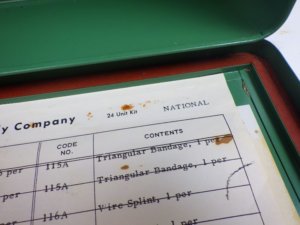 y Company
24 Unit Kit
NATIONAL
CODE NO.
CONTENTS
per
115A
Triangular Bandage, 1 per
per
115A
Triangular Bandage, 1 per
116A
Wire Splint, 1 per